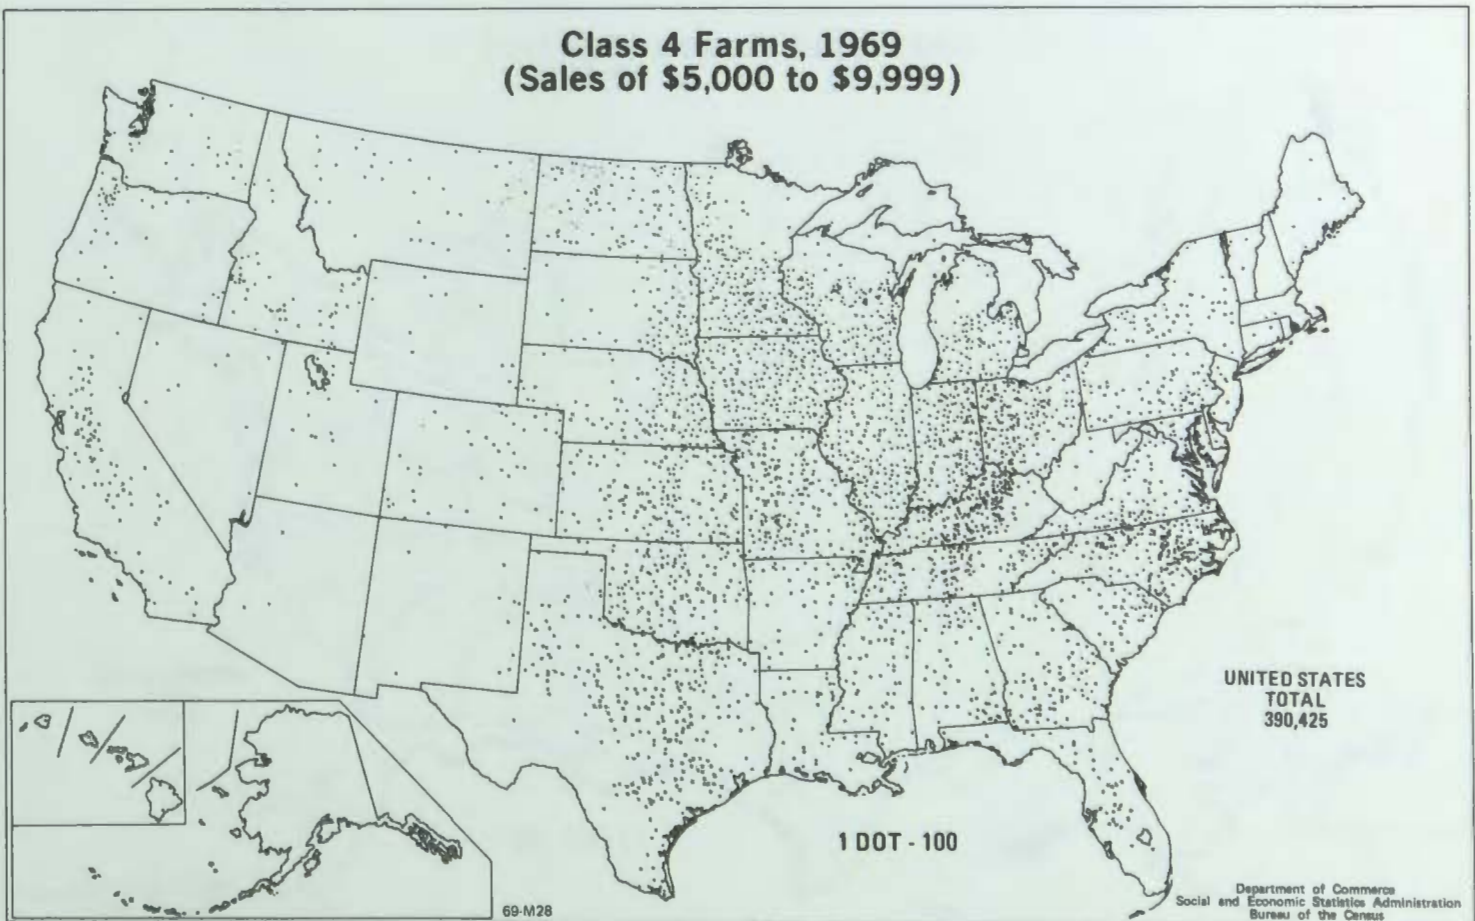 Class 4 Farms, 1969
(Sales of $5,000 to $9,999)
UNITED STATES
TOTAL
390,425
1 DOT - 100
69-M28
Department of Commerce
Social and Economic Statistics Administration
Bureau of the Census